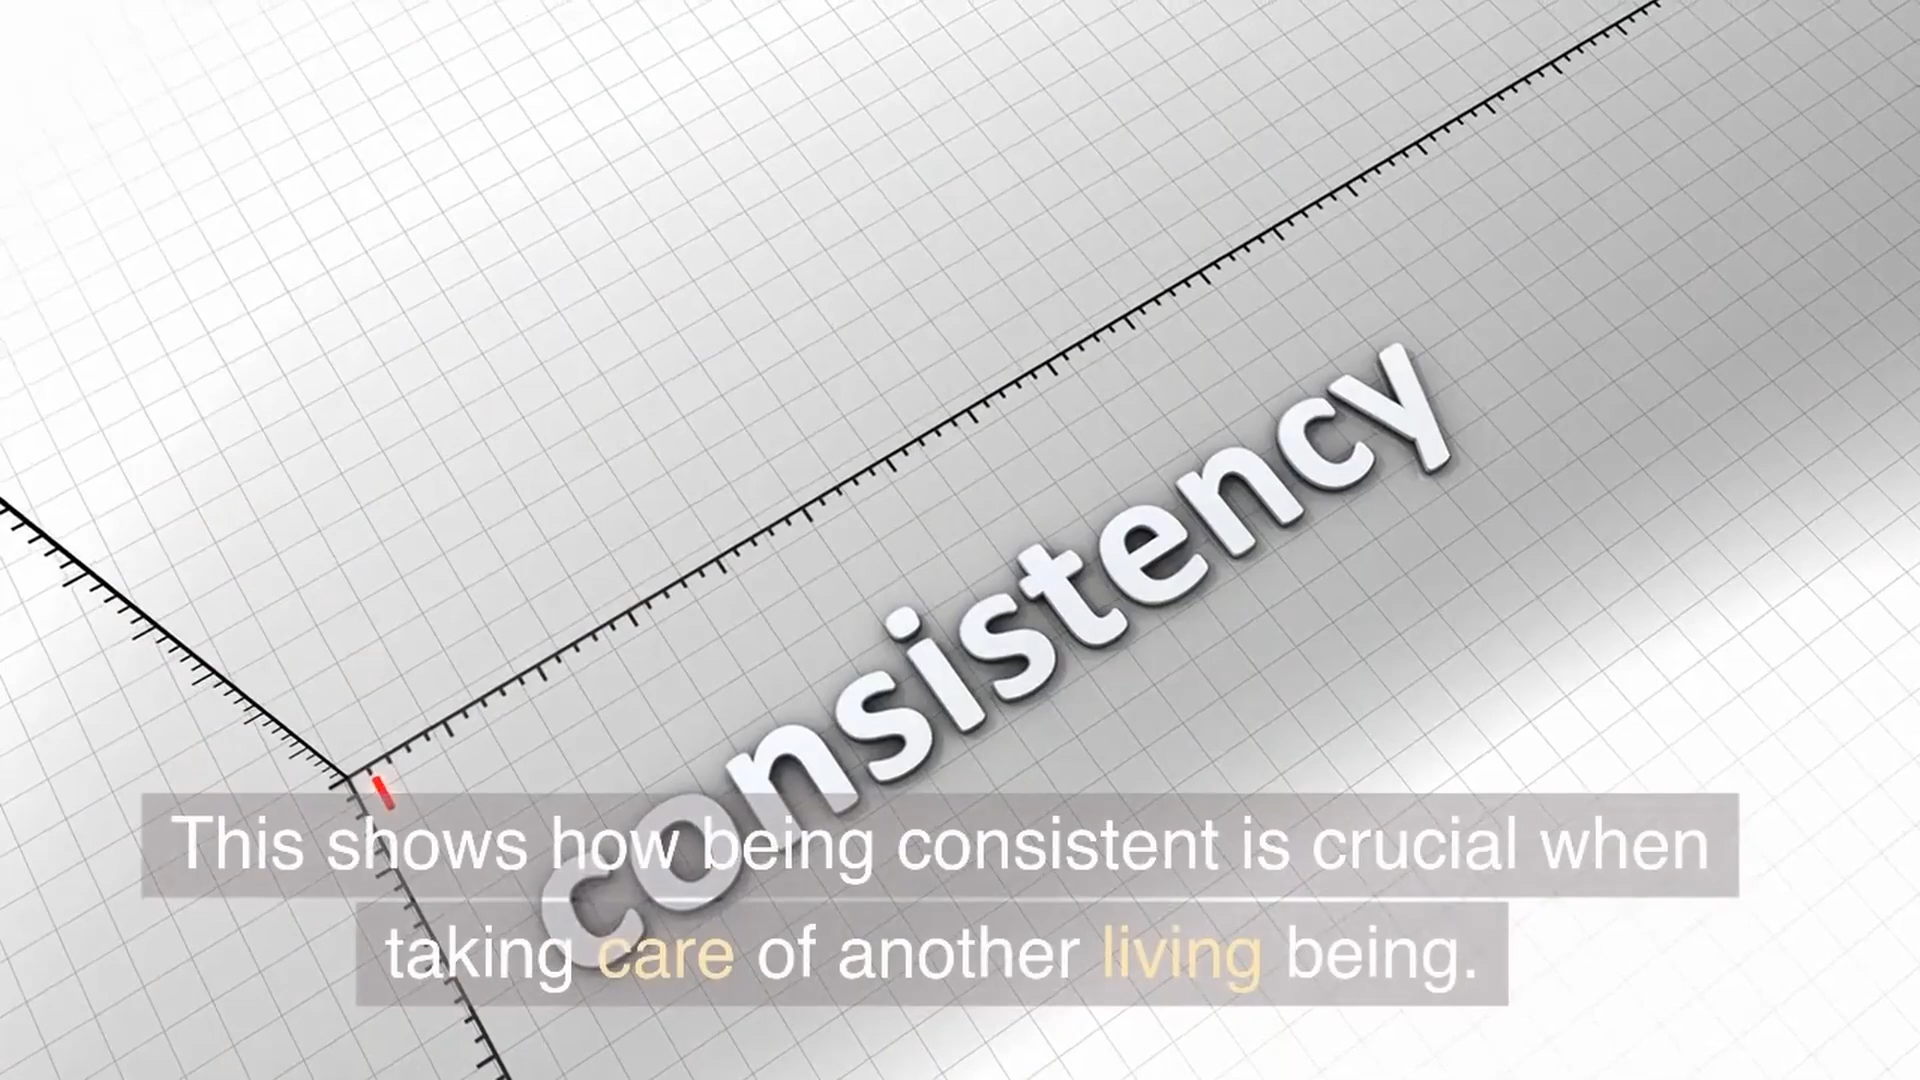 consistency
This shows how being consistent is crucial when
taking care of another living being.